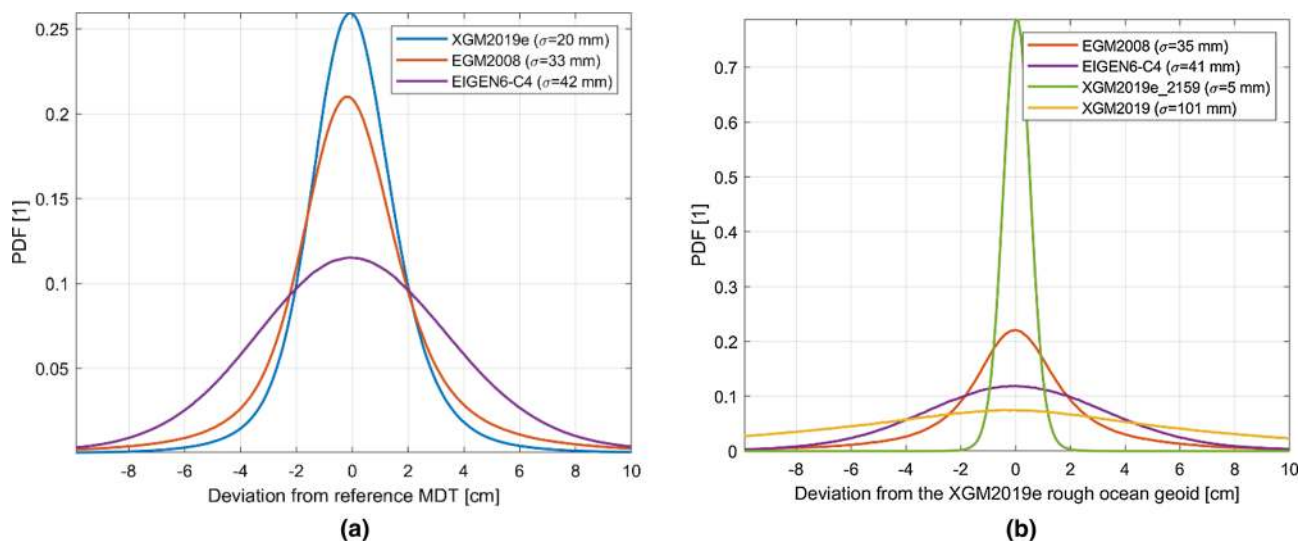 0.25
0.2
0.15
0.1
0.05
PDF [1]
XGM2019e (σ=20 mm)
EGM2008 (σ=33 mm)
EIGEN6-C4 (σ=42 mm)
-8 -6 -4 -2 0 2 4 6 8 10
Deviation from reference MDT [cm]
(a)
0.7
0.6
0.5
0.4
0.3
0.2
0.1
0
PDF [1]
EGM2008 (σ=35 mm)
EIGEN6-C4 (σ=41 mm)
XGM2019e_2159 (σ=5 mm)
XGM2019 (σ=101 mm)
-8 -6 -4 -2 0 2 4 6 8 10
Deviation from the XGM2019e rough ocean geoid [cm]
(b)